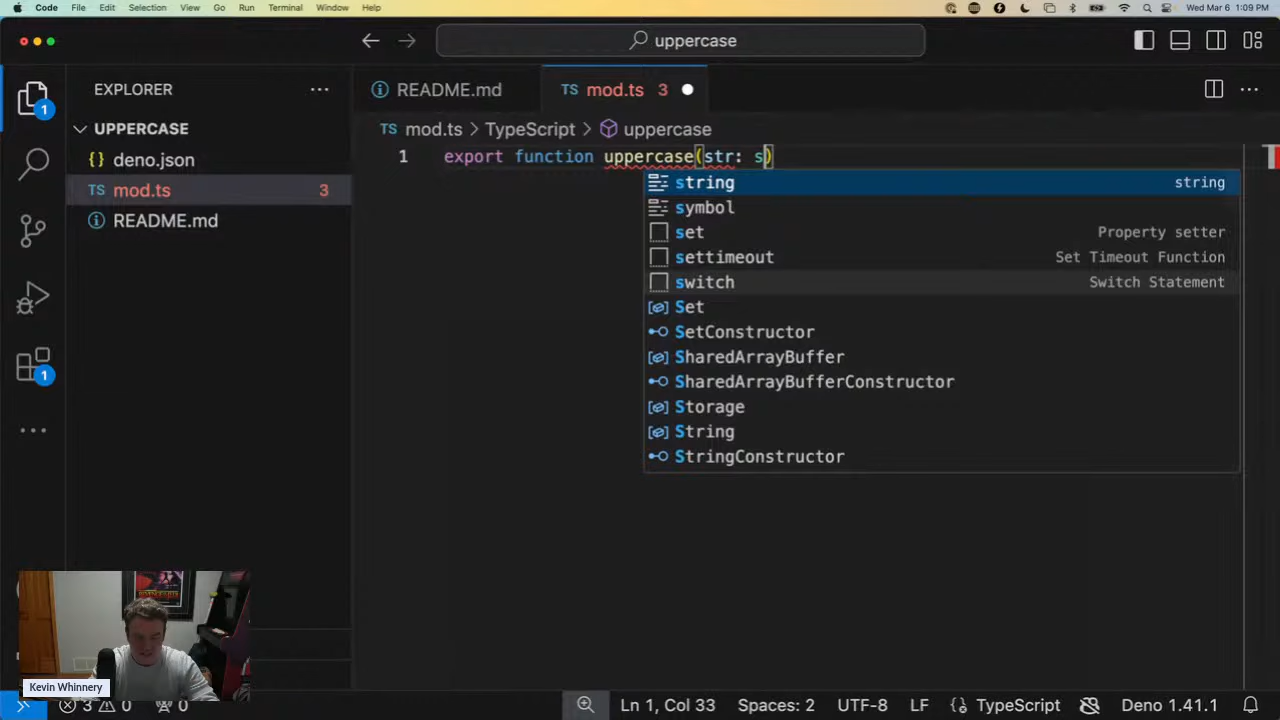 Code File Edit Selection View Go Run Terminal Window Help Wed Mar 6 1:09 PM
uppercase
EXPLORER
README.md
mod.ts 3
UPPERCASE
mod.ts TypeScript uppercase
deno.json
1 export function uppercase(str: s)
mod.ts 3
README.md
1
1
string string
symbol
set Property setter
settimeout Set Timeout Function
switch Switch Statement
Set
SetConstructor
SharedArrayBuffer
SharedArrayBufferConstructor
Storage
String
StringConstructor
Kevin Whinnery
3 0 0 Ln 1, Col 33 Spaces: 2 UTF-8 LF {} TypeScript Deno 1.41.1